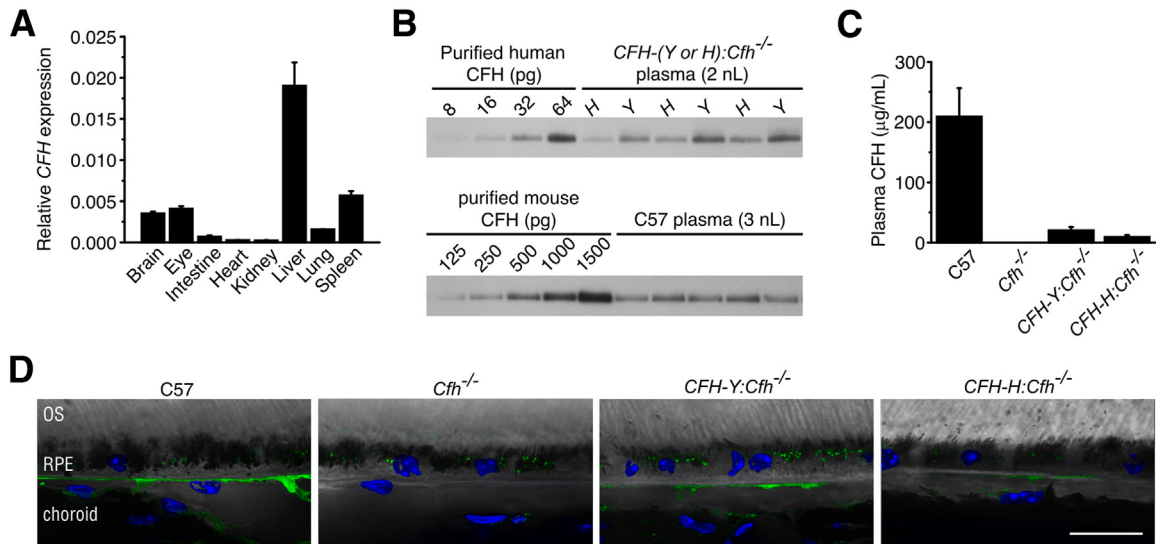 A
Relative CFH expression
0.025
0.020
0.015
0.010
0.005
0.000
Brain
Eye
Intestine
Heart
Kidney
Liver
Lung
Spleen
B
Purified human
CFH (pg)
CFH-(Y or H):Cfh-/-
plasma (2 nL)
8 16 32 64 H Y H Y H Y
purified mouse
CFH (pg)
C57 plasma (3 nL)
125 250 500 1000 1500
C
Plasma CFH (μg/mL)
300
200
100
0
C57
Cfh-/-
CFH-Y:Cfh-/-
CFH-H:Cfh-/-
D
C57
Cfh-/-
CFH-Y:Cfh-/-
CFH-H:Cfh-/-
OS
RPE
choroid